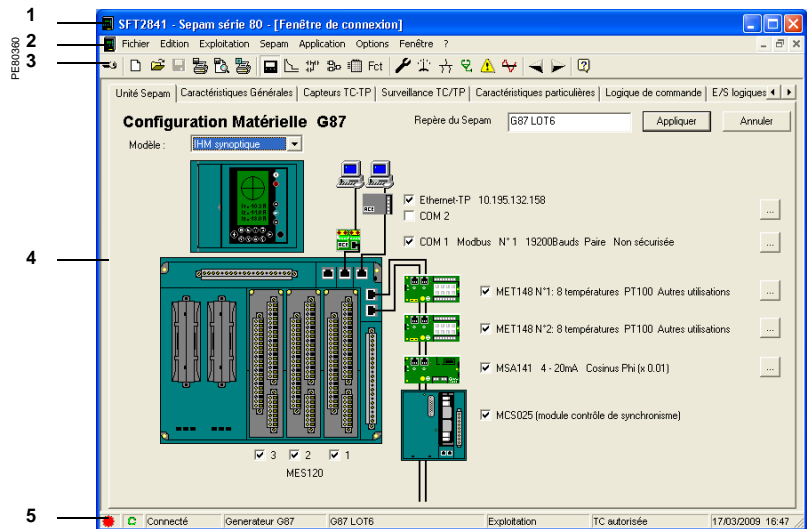 1
SFT2841 - Sepam série 80 - [Fenêtre de connexion]
2
Fichier Edition Exploitation Sepam Application Options Fenêtre ?
3
Fct
PE80360
Unité Sepam Caractéristiques Générales Capteurs TC-TP Surveillance TC/TP Caractéristiques particulières Logique de commande E/S logiques
Configuration Matérielle G87
Repère du Sepam G87 LOT6 Appliquer Annuler
Modèle : IHM synoptique
Ethernet-TP 10.195.132.158
COM 2
...
COM 1 Modbus N° 1 19200Bauds Paire Non sécurisée
...
4
MET148 N°1: 8 températures PT100 Autres utilisations
...
MET148 N°2: 8 températures PT100 Autres utilisations
...
MSA141 4 - 20mA Cosinus Phi (x 0.01)
...
MCS025 (module contrôle de synchronisme)
3 2 1
MES120
5
Connecté Generateur G87 G87 LOT6 Exploitation TC autorisée 17/03/2009 16:47